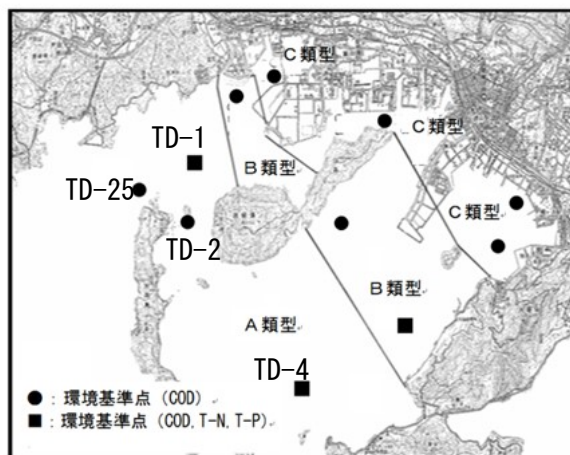 C類型
TD-1
C類型
B類型
TD-25
C類型
TD-2
B類型
A類型
TD-4
●：環境基準点（COD）
■：環境基準点（COD,T-N,T-P）